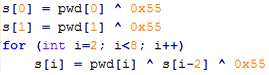 s[0] = pwd[0] ^ 0x55
s[1] = pwd[1] ^ 0x55
for (int i=2; i<8; i++)
s[i] = pwd[i] ^ s[i-2] ^ 0x55